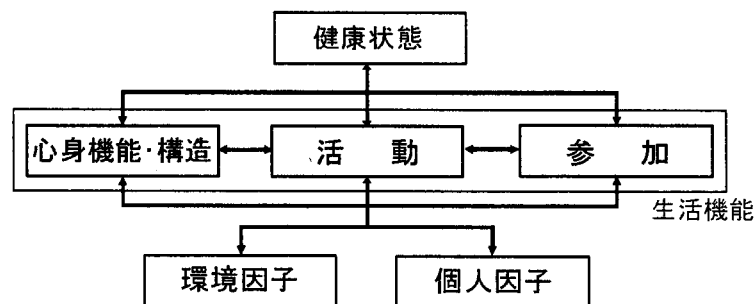 健康状態
心身機能・構造
活動
参加
生活機能
環境因子
個人因子